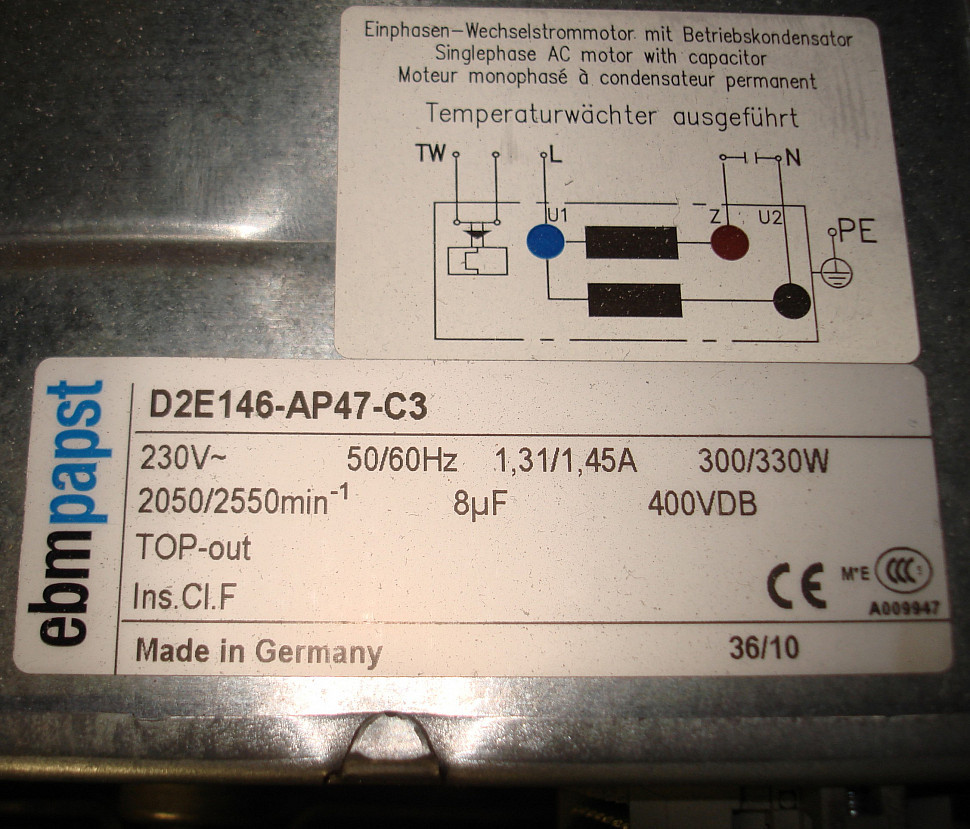 Einphasen-Wechselstrommotor mit Betriebskondensator
Singlephase AC motor with capacitor
Moteur monophasé à condensateur permanent
Temperaturwächter ausgeführt
TW L N
U1 Z U2
PE
ebmpapst
D2E146-AP47-C3
230V~ 50/60Hz 1,31/1,45A 300/330W
2050/2550min-1 8µF 400VDB
TOP-out
Ins.Cl.F
CE M*E CCC
A009947
Made in Germany 36/10